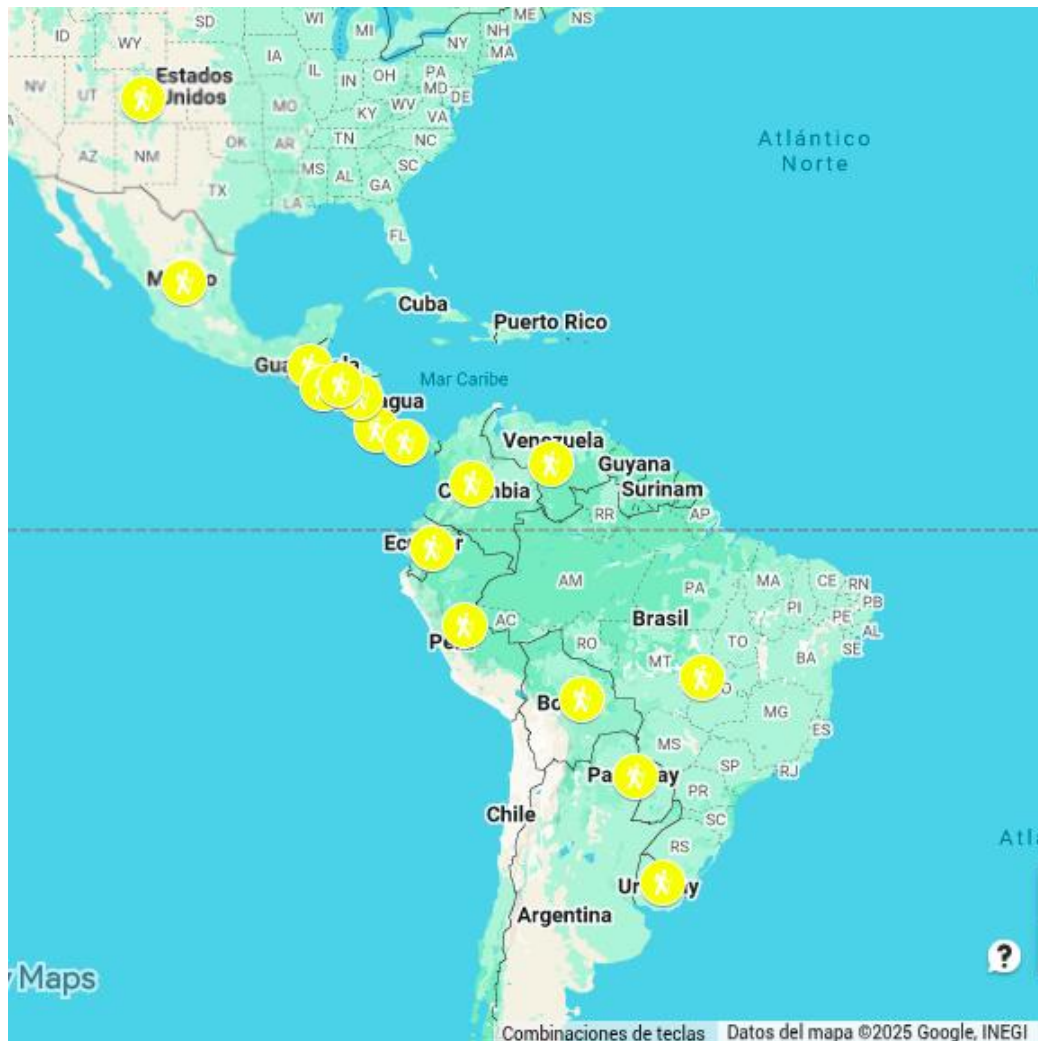 SD
WI
ME
NS
ID
WY
MI
NH
NY
MA
Estados
Unidos
IA
IL
IN
OH
PA
MD
DE
NV
UT
MO
KY
WV
VA
OK
AR
TN
NC
AZ
NM
MS
AL
SC
GA
TX
LA
FL
Atlántico
Norte
Cuba
Puerto Rico
Mar Caribe
Venezuela
Guyana
Surinam
RR
AP
AM
PA
MA
CE
RN
PB
PI
PE
AL
AC
Brasil
TO
SE
RO
MT
BA
MG
ES
MS
SP
RJ
PR
Chile
SC
RS
Argentina
Maps
?
Combinaciones de teclas
Datos del mapa ©2025 Google, INEGI